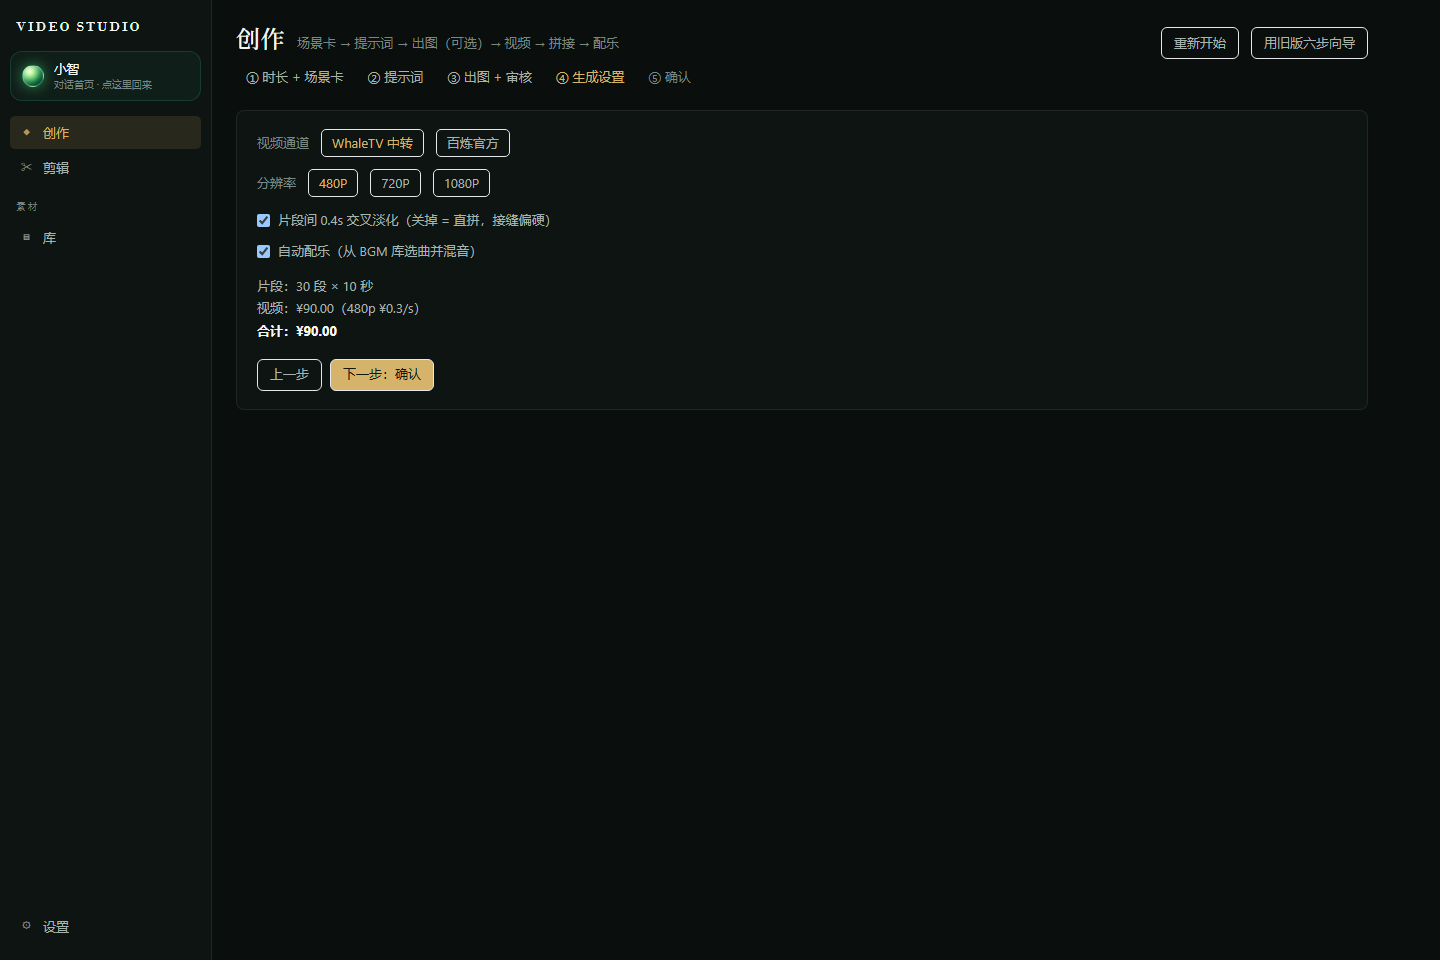 VIDEO STUDIO
小智
对话首页 · 点这里回来
创作
剪辑
素材
库
设置
创作 场景卡 → 提示词 → 出图（可选）→ 视频 → 拼接 → 配乐
重新开始 用旧版六步向导
① 时长 + 场景卡 ② 提示词 ③ 出图 + 审核 ④ 生成设置 ⑤ 确认
视频通道 WhaleTV 中转 百炼官方
分辨率 480P 720P 1080P
片段间 0.4s 交叉淡化（关掉 = 直拼，接缝偏硬）
自动配乐（从 BGM 库选曲并混音）
片段：30 段 × 10 秒
视频：¥90.00（480p ¥0.3/s）
合计：¥90.00
上一步 下一步：确认